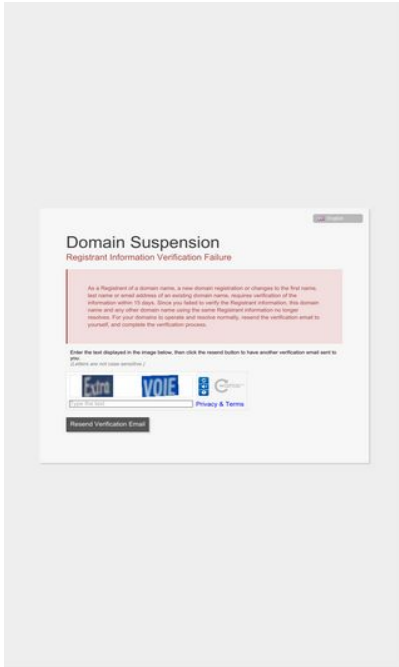 English
Domain Suspension
Registrant Information Verification Failure
As a Registrant of a domain name, a new domain registration or changes to the first name,
last name or email address of an existing domain name, requires verification of the
information within 15 days. Since you failed to verify the Registrant information, this domain
name and any other domain name using the same Registrant information no longer
resolves. For your domains to operate and resolve normally, resend the verification email to
yourself, and complete the verification process.
Enter the text displayed in the image below, then click the resend button to have another verification email sent to
you:
(Letters are not case-sensitive.)
Extra VOIE
Type the text Privacy & Terms
Resend Verification Email